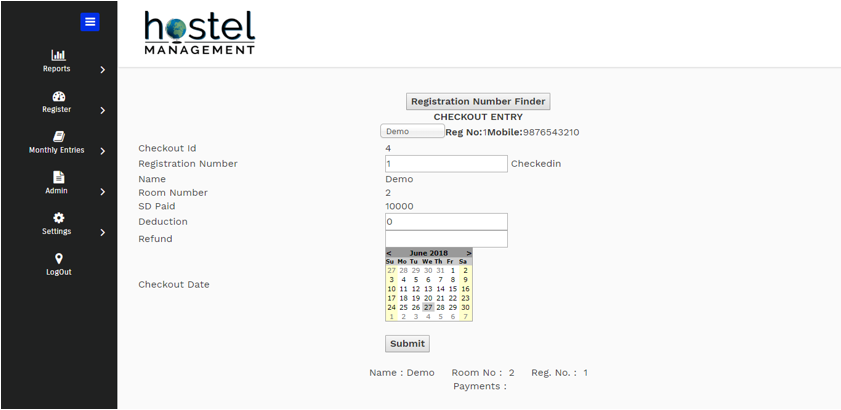 hostel
MANAGEMENT
Reports
Register
Monthly Entries
Admin
Settings
LogOut
Registration Number Finder
CHECKOUT ENTRY
Demo Reg No:1Mobile:9876543210
Checkout Id 4
Registration Number 1 Checkedin
Name Demo
Room Number 2
SD Paid 10000
Deduction 0
Refund
< June 2018 >
Su Mo Tu We Th Fr Sa
27 28 29 30 31 1 2
3 4 5 6 7 8 9
10 11 12 13 14 15 16
Checkout Date
17 18 19 20 21 22 23
24 25 26 27 28 29 30
1 2 3 4 5 6 7
Submit
Name : Demo Room No : 2 Reg. No. : 1
Payments :